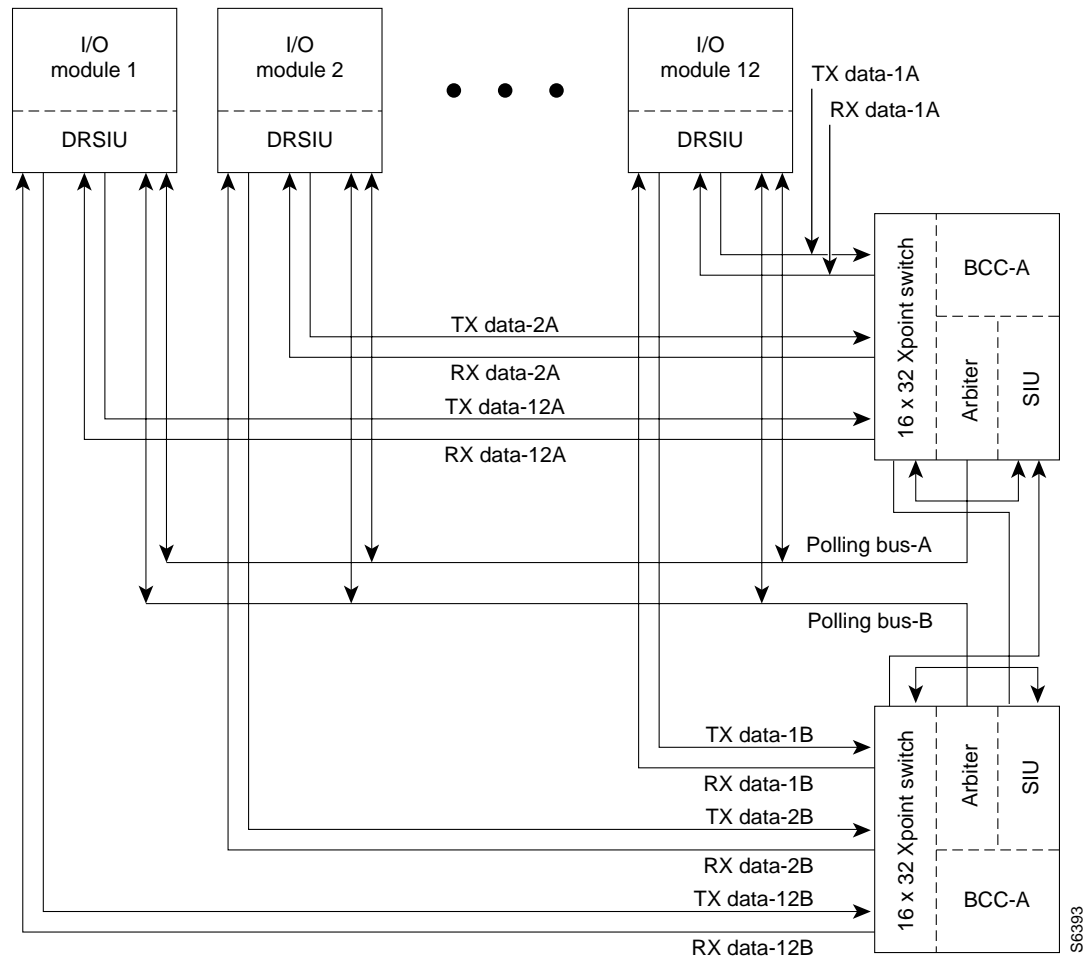 I/O
module 1
DRSIU
I/O
module 2
DRSIU
I/O
module 12
DRSIU
TX data-1A
RX data-1A
16 x 32 Xpoint switch
BCC-A
Arbiter
SIU
TX data-2A
RX data-2A
TX data-12A
RX data-12A
Polling bus-A
Polling bus-B
TX data-1B
RX data-1B
TX data-2B
RX data-2B
TX data-12B
RX data-12B
16 x 32 Xpoint switch
Arbiter
SIU
BCC-A
S6393